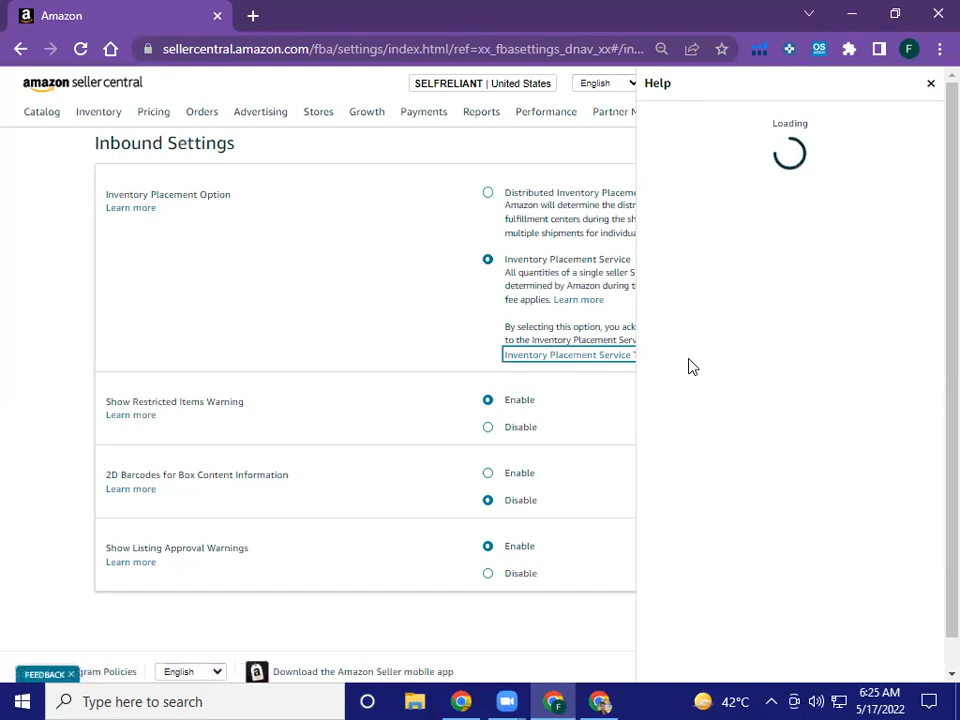 Amazon
sellercentral.amazon.com/fba/settings/index.html/ref=xx_fbasettings_dnav_xx#/in...
OS
F
amazon seller central
SELFRELIANT | United States
English
Help
Catalog Inventory Pricing Orders Advertising Stores Growth Payments Reports Performance Partner N
Loading
Inbound Settings
Inventory Placement Option
Learn more
Distributed Inventory Placeme
Amazon will determine the distr
fulfillment centers during the sh
multiple shipments for individua
Inventory Placement Service
All quantities of a single seller S
determined by Amazon during t
fee applies. Learn more
By selecting this option, you ack
to the Inventory Placement Serv
Inventory Placement Service T
Show Restricted Items Warning
Learn more
Enable
Disable
2D Barcodes for Box Content Information
Learn more
Enable
Disable
Show Listing Approval Warnings
Learn more
Enable
Disable
FEEDBACK
gram Policies
English
Download the Amazon Seller mobile app
Type here to search
F
42°C
6:25 AM
5/17/2022